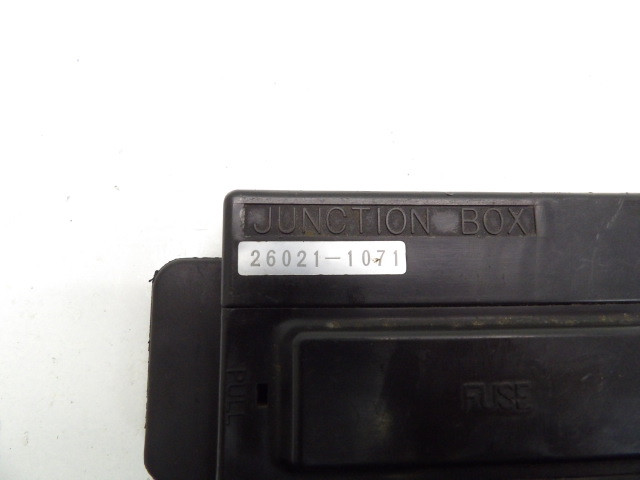 JUNCTION BOX
26021-1071
PULL
FUSE